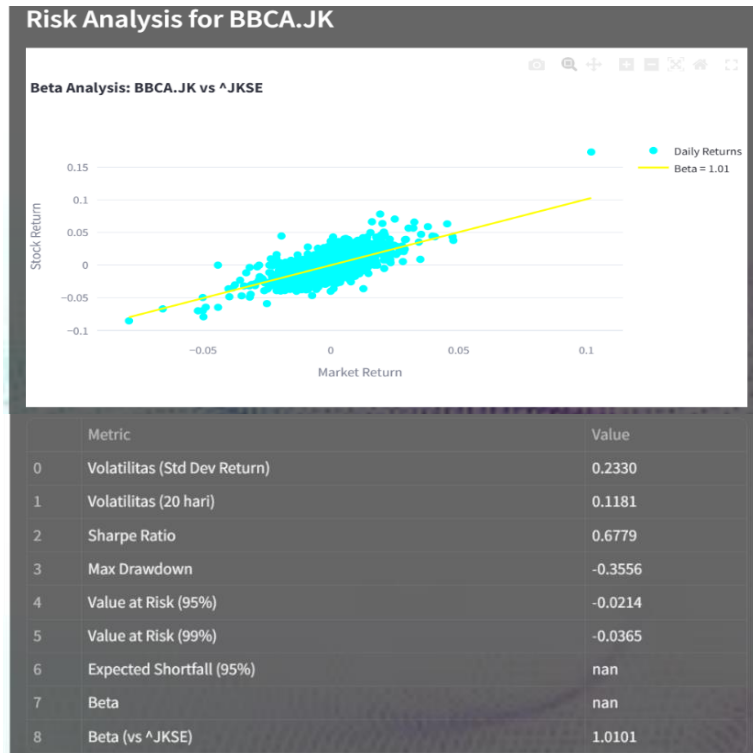 Risk Analysis for BBCA.JK
Beta Analysis: BBCA.JK vs ^JKSE
Daily Returns
Beta = 1.01
0.15
0.1
0.05
0
−0.05
−0.1
Stock Return
−0.05 0 0.05 0.1
Market Return
Metric Value
0 Volatilitas (Std Dev Return) 0.2330
1 Volatilitas (20 hari) 0.1181
2 Sharpe Ratio 0.6779
3 Max Drawdown -0.3556
4 Value at Risk (95%) -0.0214
5 Value at Risk (99%) -0.0365
6 Expected Shortfall (95%) nan
7 Beta nan
8 Beta (vs ^JKSE) 1.0101